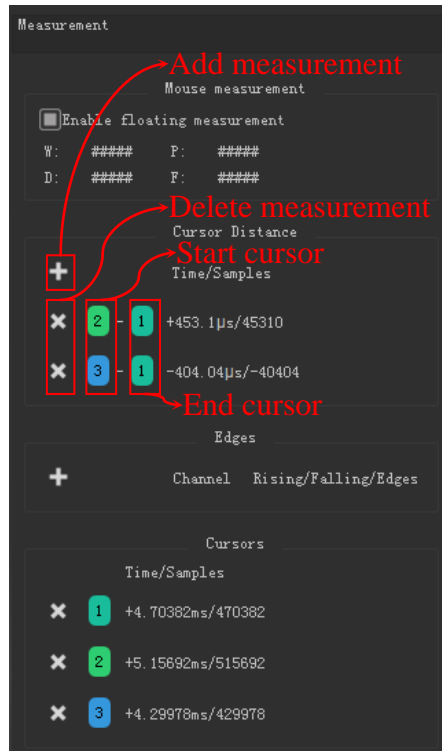 Measurement
Add measurement
Mouse measurement
Enable floating measurement
W: ##### P: #####
D: ##### F: #####
Delete measurement
Cursor Distance
Start cursor
Time/Samples
2 - 1 +453.1μs/45310
3 - 1 -404.04μs/-40404
End cursor
Edges
Channel Rising/Falling/Edges
Cursors
Time/Samples
1 +4.70382ms/470382
2 +5.15692ms/515692
3 +4.29978ms/429978